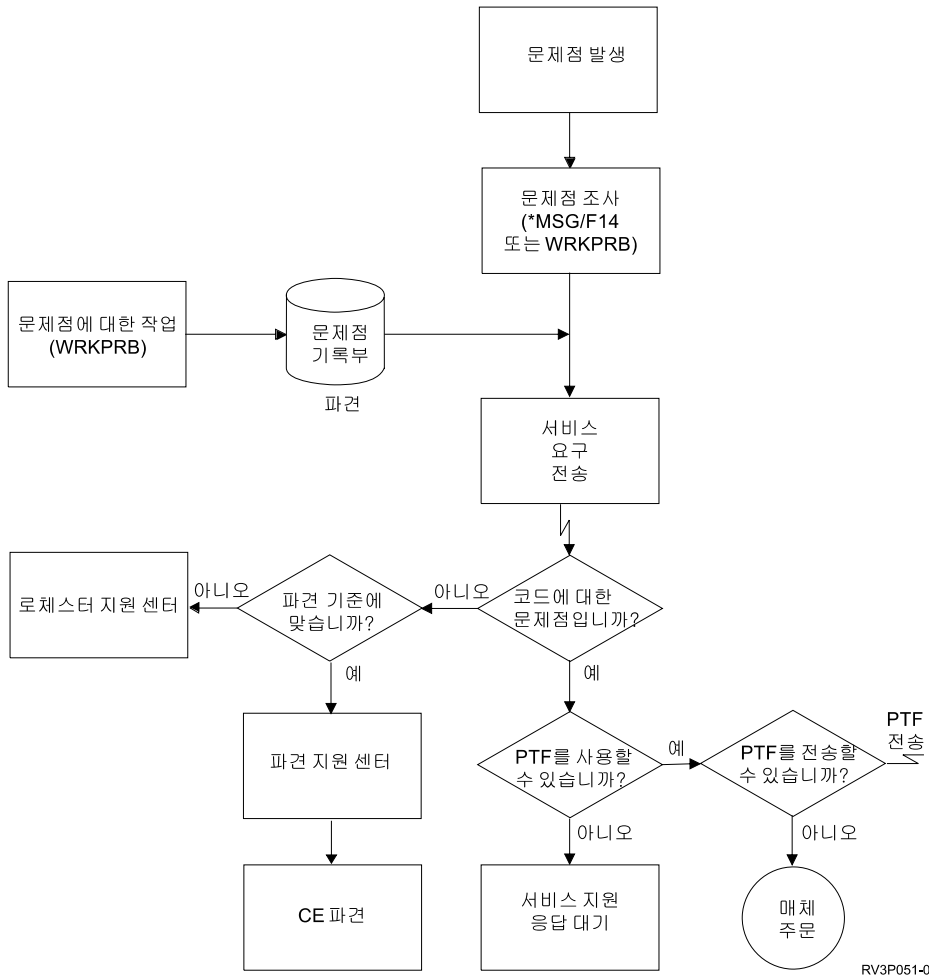 문제점 발생
문제점 조사
(*MSG/F14
또는 WRKPRB)
문제점에 대한 작업
(WRKPRB)
문제점
기록부
파견
서비스
요구
전송
코드에 대한
문제점입니까?
아니오
파견 기준에
맞습니까?
아니오
로체스터 지원 센터
예
예
파견 지원 센터
PTF를 사용할
수 있습니까?
예
PTF를 전송할
수 있습니까?
PTF
전송
아니오
아니오
CE 파견
서비스 지원
응답 대기
매체
주문
RV3P051-0